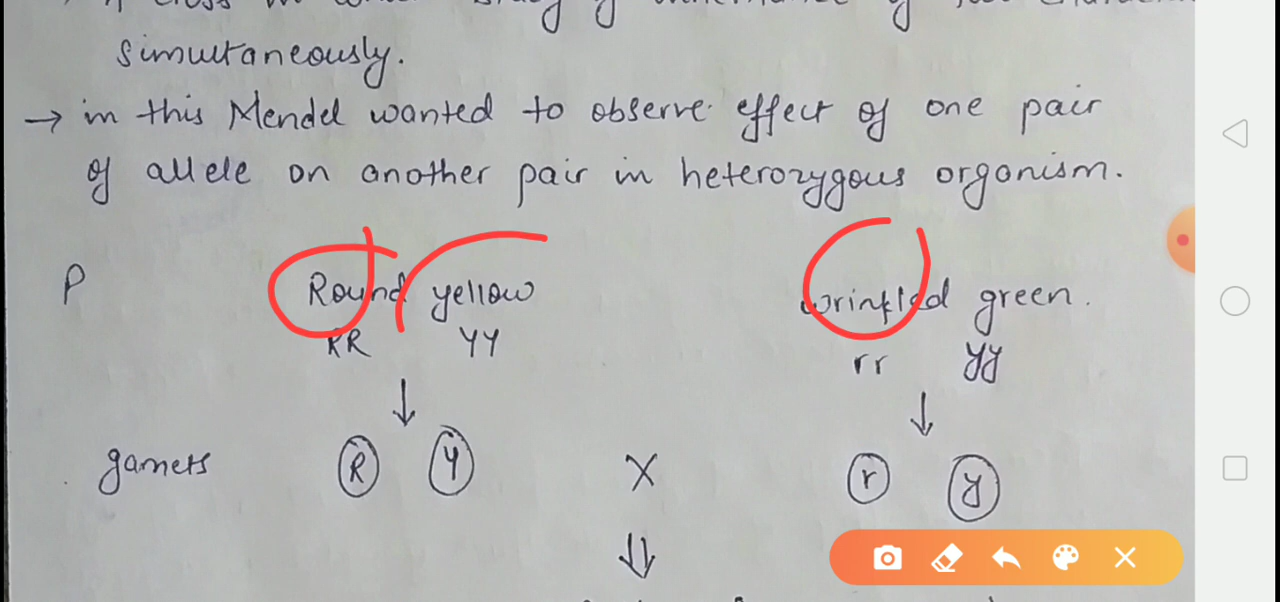 simultaneously.
→ in this Mendel wanted to observe effect of one pair
of allele on another pair in heterozygous organism.
P Round yellow wrinkled green.
RR YY rr yy
gamets R Y X r y